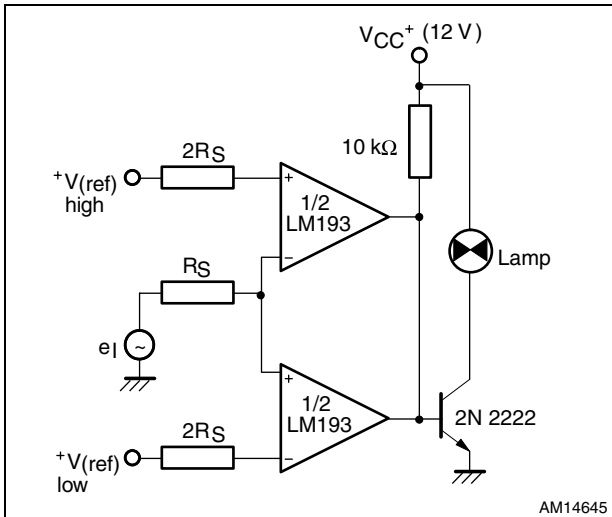 VCC+ (12 V)
2RS
10 kΩ
+V(ref)
high
+
1/2
LM193
−
RS
Lamp
eI
~
+
1/2
LM193
−
2N 2222
2RS
+V(ref)
low
AM14645